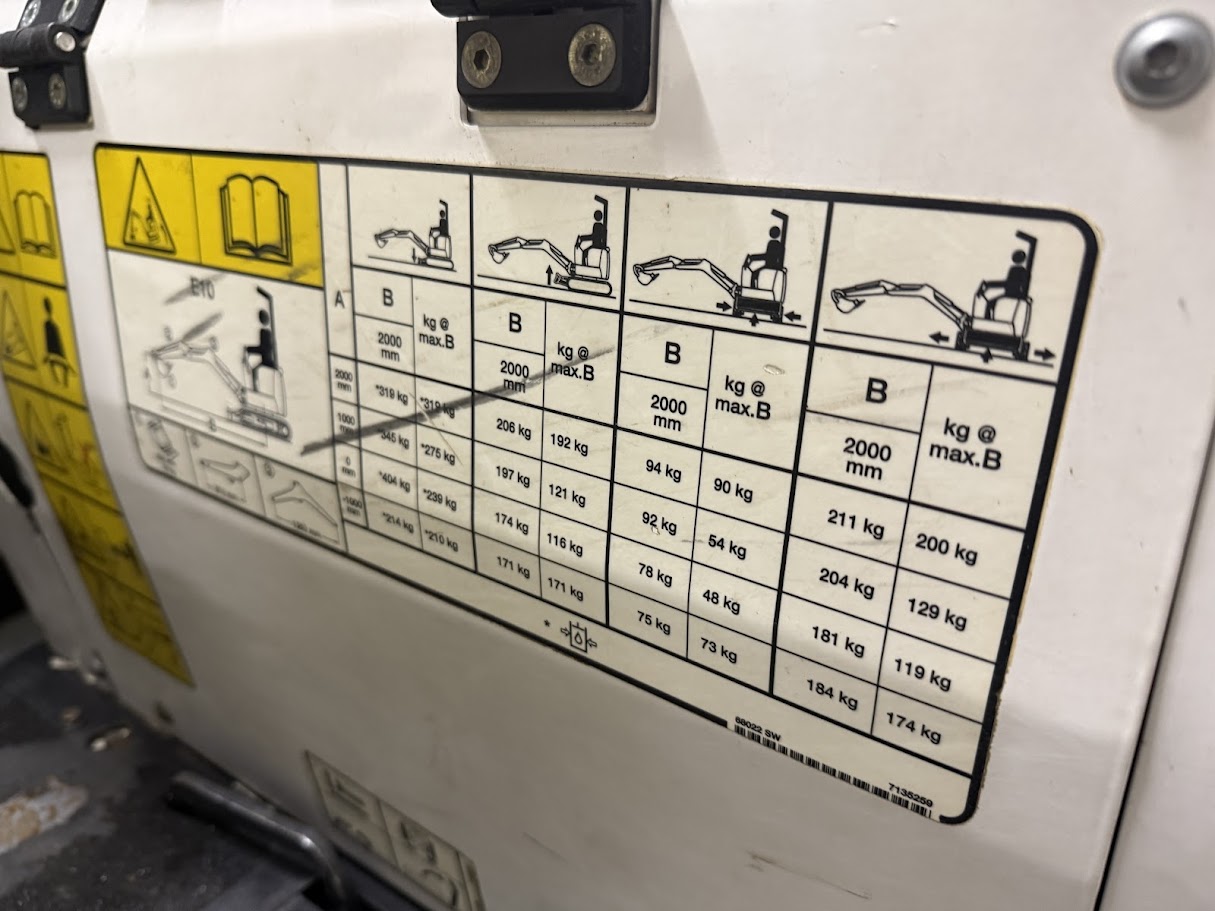 E10
A
B kg @ max.B B kg @ max.B B kg @ max.B B kg @ max.B
2000 mm 2000 mm 2000 mm 2000 mm
2000 mm *319 kg *319 kg 206 kg 192 kg 94 kg 90 kg 211 kg 200 kg
1000 mm *345 kg *275 kg 197 kg 121 kg 92 kg 54 kg 204 kg 129 kg
0 mm *404 kg *239 kg 174 kg 116 kg 78 kg 48 kg 181 kg 119 kg
-1000 mm *214 kg *210 kg 171 kg 171 kg 75 kg 73 kg 184 kg 174 kg
*
68022 SW
7135259